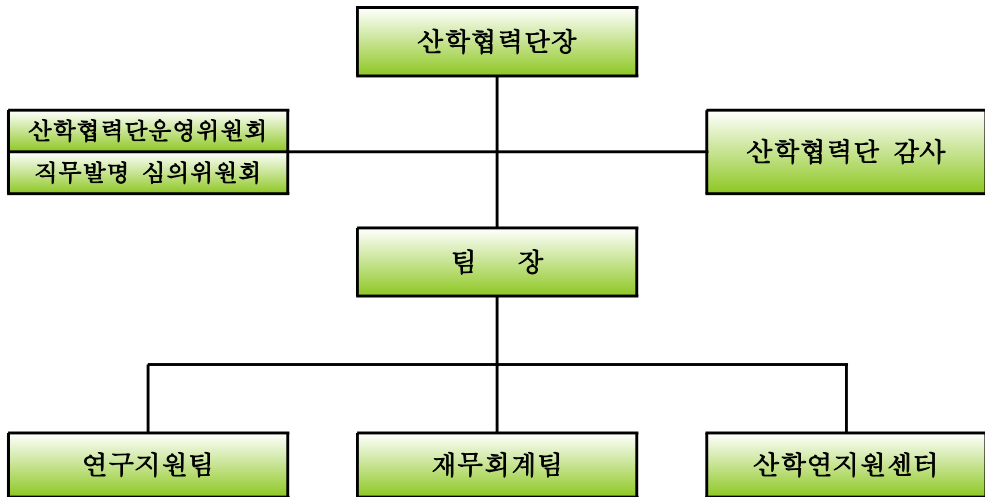 산학협력단장
산학협력단운영위원회
직무발명 심의위원회
산학협력단 감사
팀 장
연구지원팀
재무회계팀
산학연지원센터